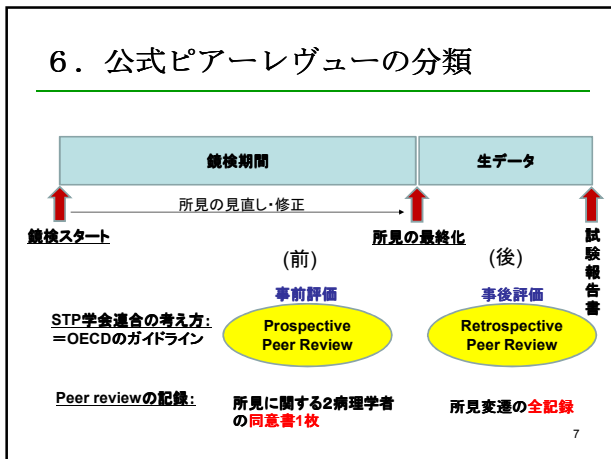 ６．公式ピアーレヴューの分類
鏡検期間
生データ
所見の見直し・修正
鏡検スタート
所見の最終化
試験報告書
(前)
(後)
事前評価
事後評価
STP学会連合の考え方:
＝OECDのガイドライン
Prospective
Peer Review
Retrospective
Peer Review
Peer reviewの記録:
所見に関する2病理学者
の同意書1枚
所見変遷の全記録
7